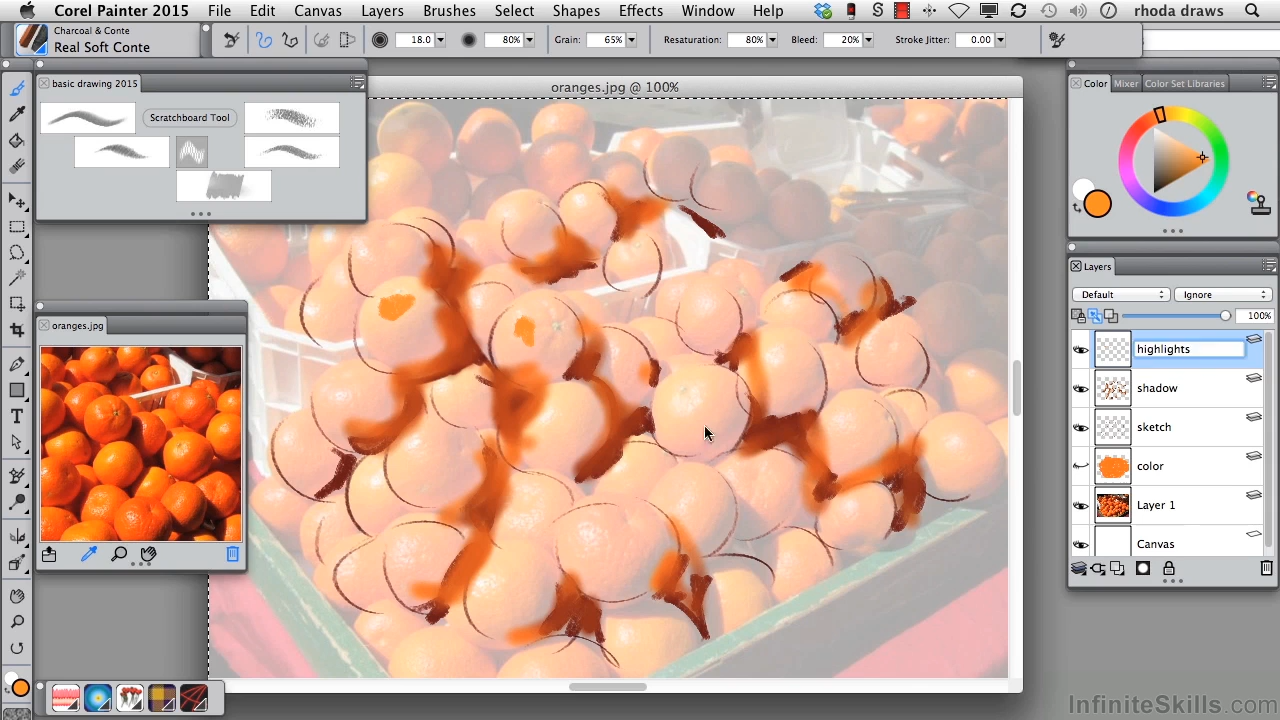 Corel Painter 2015 File Edit Canvas Layers Brushes Select Shapes Effects Window Help rhoda draws
Charcoal & Conte
Real Soft Conte
18.0 80% Grain: 65% Resaturation: 80% Bleed: 20% Stroke Jitter: 0.00
basic drawing 2015
Scratchboard Tool
oranges.jpg @ 100%
Color Mixer Color Set Libraries
Layers
Default Ignore
100%
highlights
shadow
sketch
color
Layer 1
Canvas
oranges.jpg
T
InfiniteSkills.com